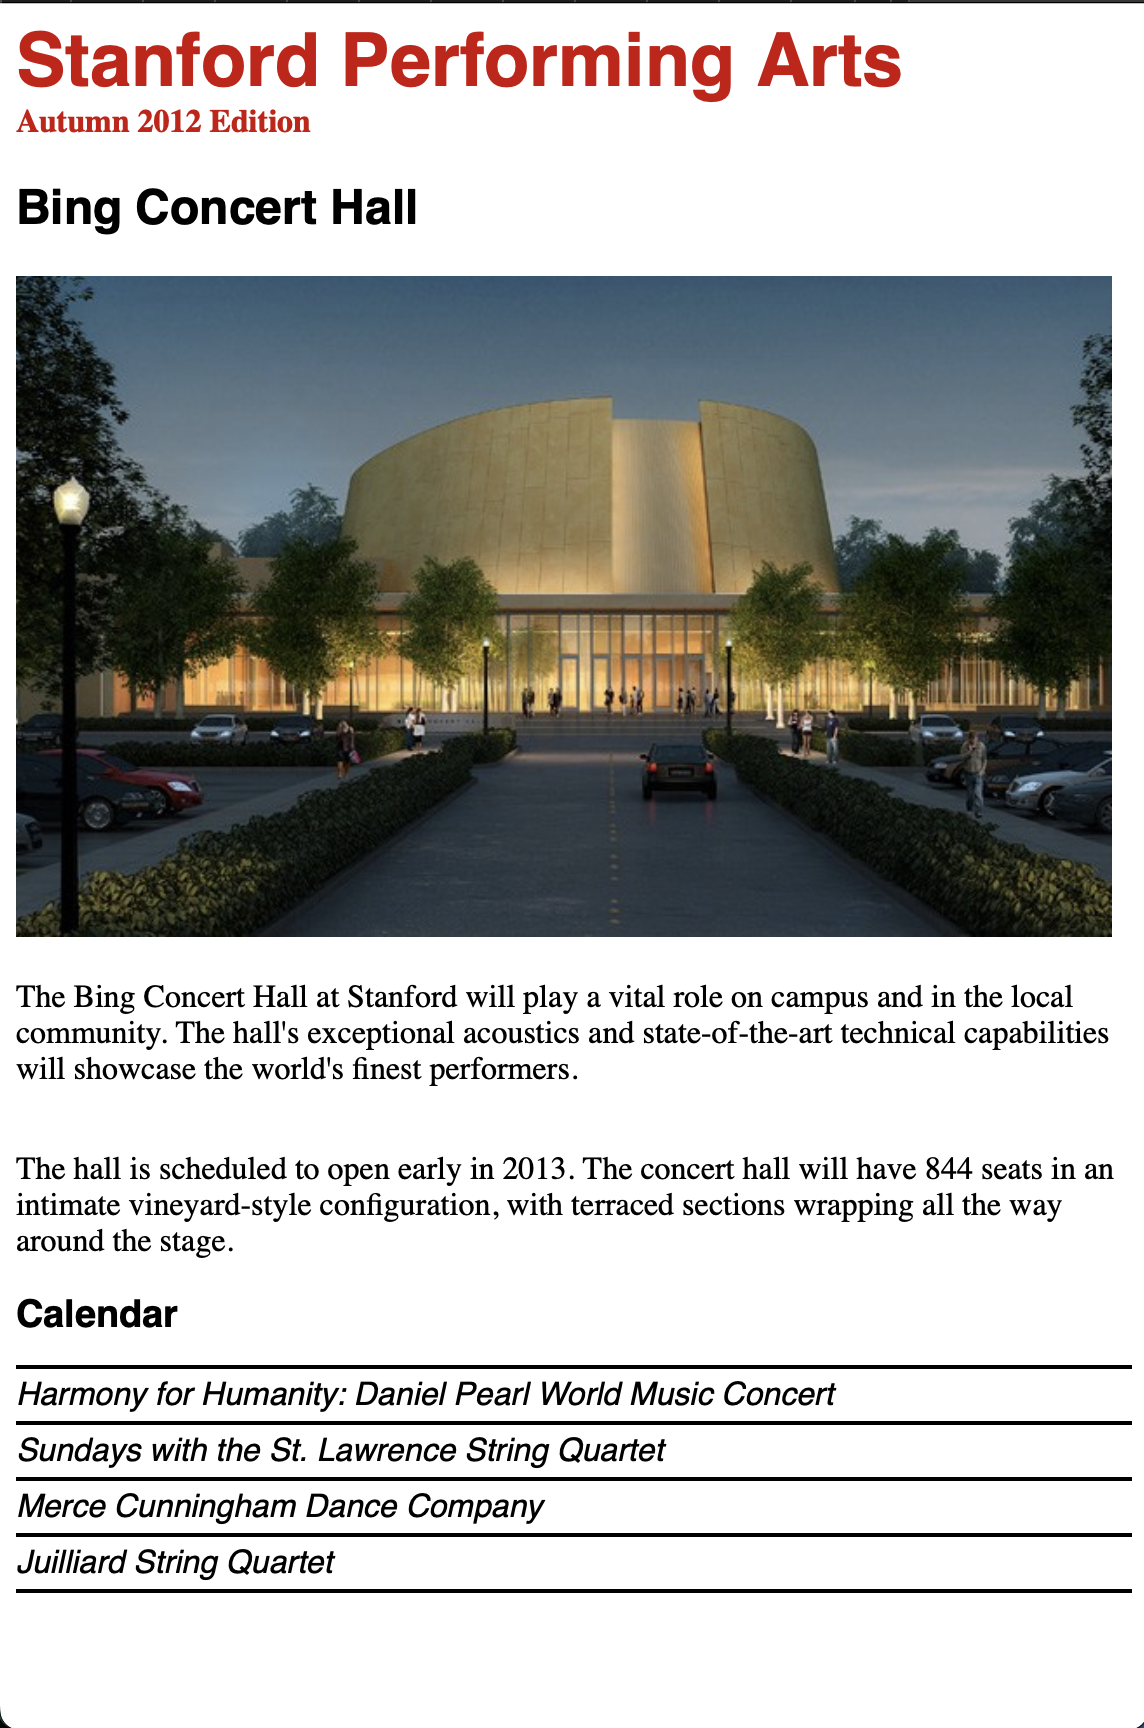 Stanford Performing Arts
Autumn 2012 Edition
Bing Concert Hall
The Bing Concert Hall at Stanford will play a vital role on campus and in the local
community. The hall's exceptional acoustics and state-of-the-art technical capabilities
will showcase the world's finest performers.
The hall is scheduled to open early in 2013. The concert hall will have 844 seats in an
intimate vineyard-style configuration, with terraced sections wrapping all the way
around the stage.
Calendar
Harmony for Humanity: Daniel Pearl World Music Concert
Sundays with the St. Lawrence String Quartet
Merce Cunningham Dance Company
Juilliard String Quartet